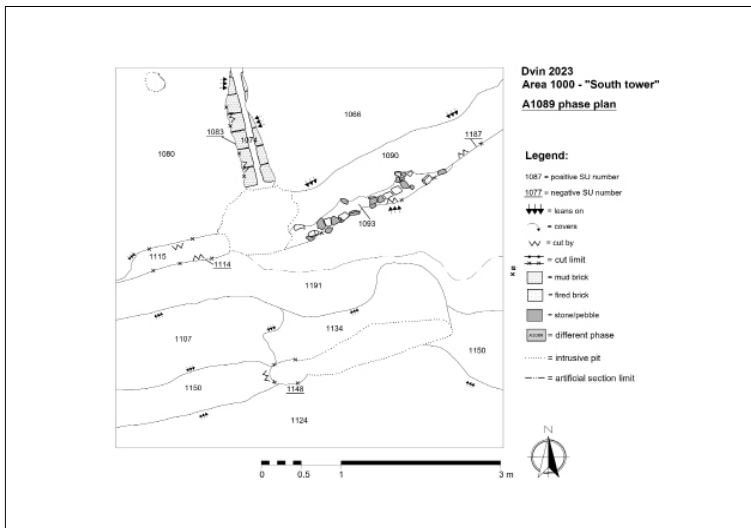 Dvin 2023
Area 1000 - "South tower"
A1089 phase plan
Legend:
1087 = positive SU number
1077 = negative SU number
= leans on
= covers
= cut by
= cut limit
= mud brick
= fired brick
= stone/pebble
= different phase
= intrusive pit
= artificial section limit
1066
1083
1074
1080
1187
1090
1093
1115
1114
1191
1107
1134
1150
1150
1148
1124
N
0 0.5 1 3 m